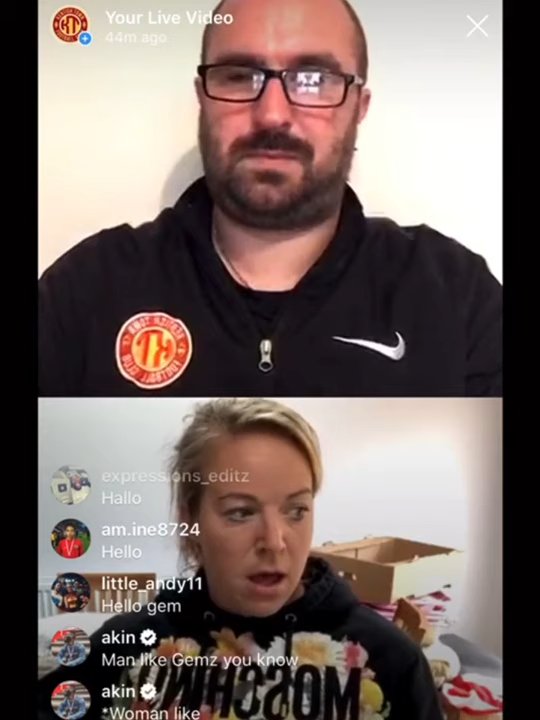 Your Live Video
44m ago
expressions_editz
Hallo
am.ine8724
Hello
little_andy11
Hello gem
akin
Man like Gemz you know
akin
*Woman like
MOSCHINO